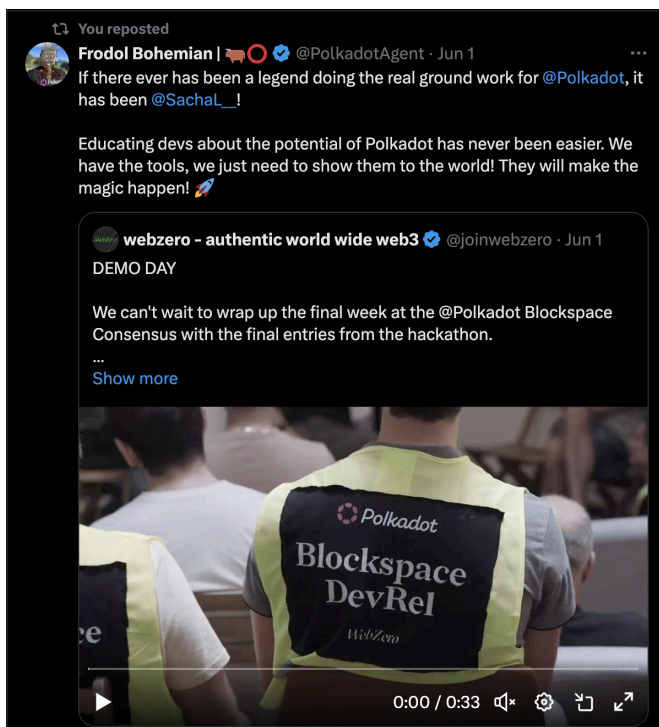 You reposted
Frodol Bohemian | 🐂⭕ @PolkadotAgent · Jun 1
If there ever has been a legend doing the real ground work for @Polkadot, it
has been @SachaL__!
Educating devs about the potential of Polkadot has never been easier. We
have the tools, we just need to show them to the world! They will make the
magic happen! 🚀
webzero - authentic world wide web3 @joinwebzero · Jun 1
DEMO DAY
We can't wait to wrap up the final week at the @Polkadot Blockspace
Consensus with the final entries from the hackathon.
...
Show more
Polkadot
Blockspace
DevRel
WebZero
ce
0:00 / 0:33